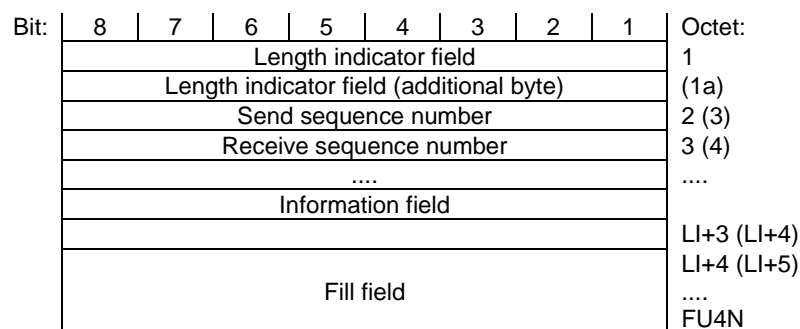 Bit: 8 7 6 5 4 3 2 1 Octet:
Length indicator field 1
Length indicator field (additional byte) (1a)
Send sequence number 2 (3)
Receive sequence number 3 (4)
.... ....
Information field
LI+3 (LI+4)
LI+4 (LI+5)
Fill field ....
FU4N